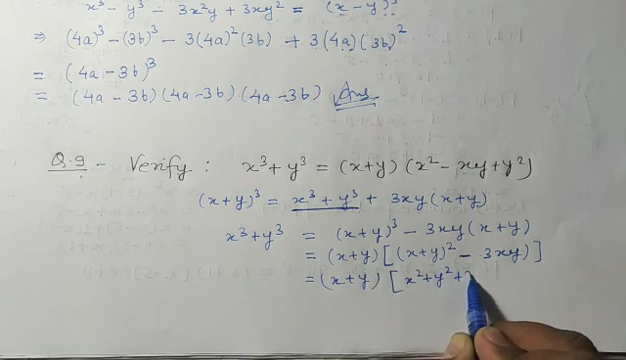 x³ - y³ - 3x²y + 3xy² = (x - y)³
⇒ (4a)³ - (3b)³ - 3(4a)²(3b) + 3(4a)(3b)²
= (4a - 3b)³
= (4a - 3b)(4a - 3b)(4a - 3b) Ans
Q.9 - Verify : x³ + y³ = (x+y)(x² - xy + y²)
(x+y)³ = x³ + y³ + 3xy(x+y)
x³+y³ = (x+y)³ - 3xy(x+y)
= (x+y)[(x+y)² - 3xy)]
= (x+y)[x²+y²+